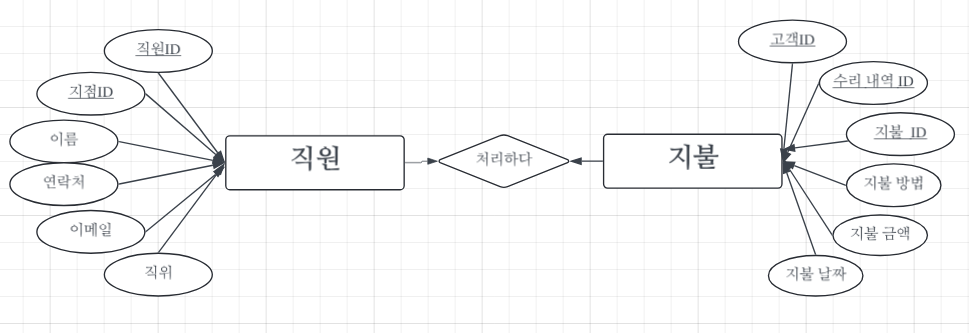 직원ID
지점ID
이름
연락처
이메일
직위
직원
처리하다
지불
고객ID
수리 내역 ID
지불 ID
지불 방법
지불 금액
지불 날짜